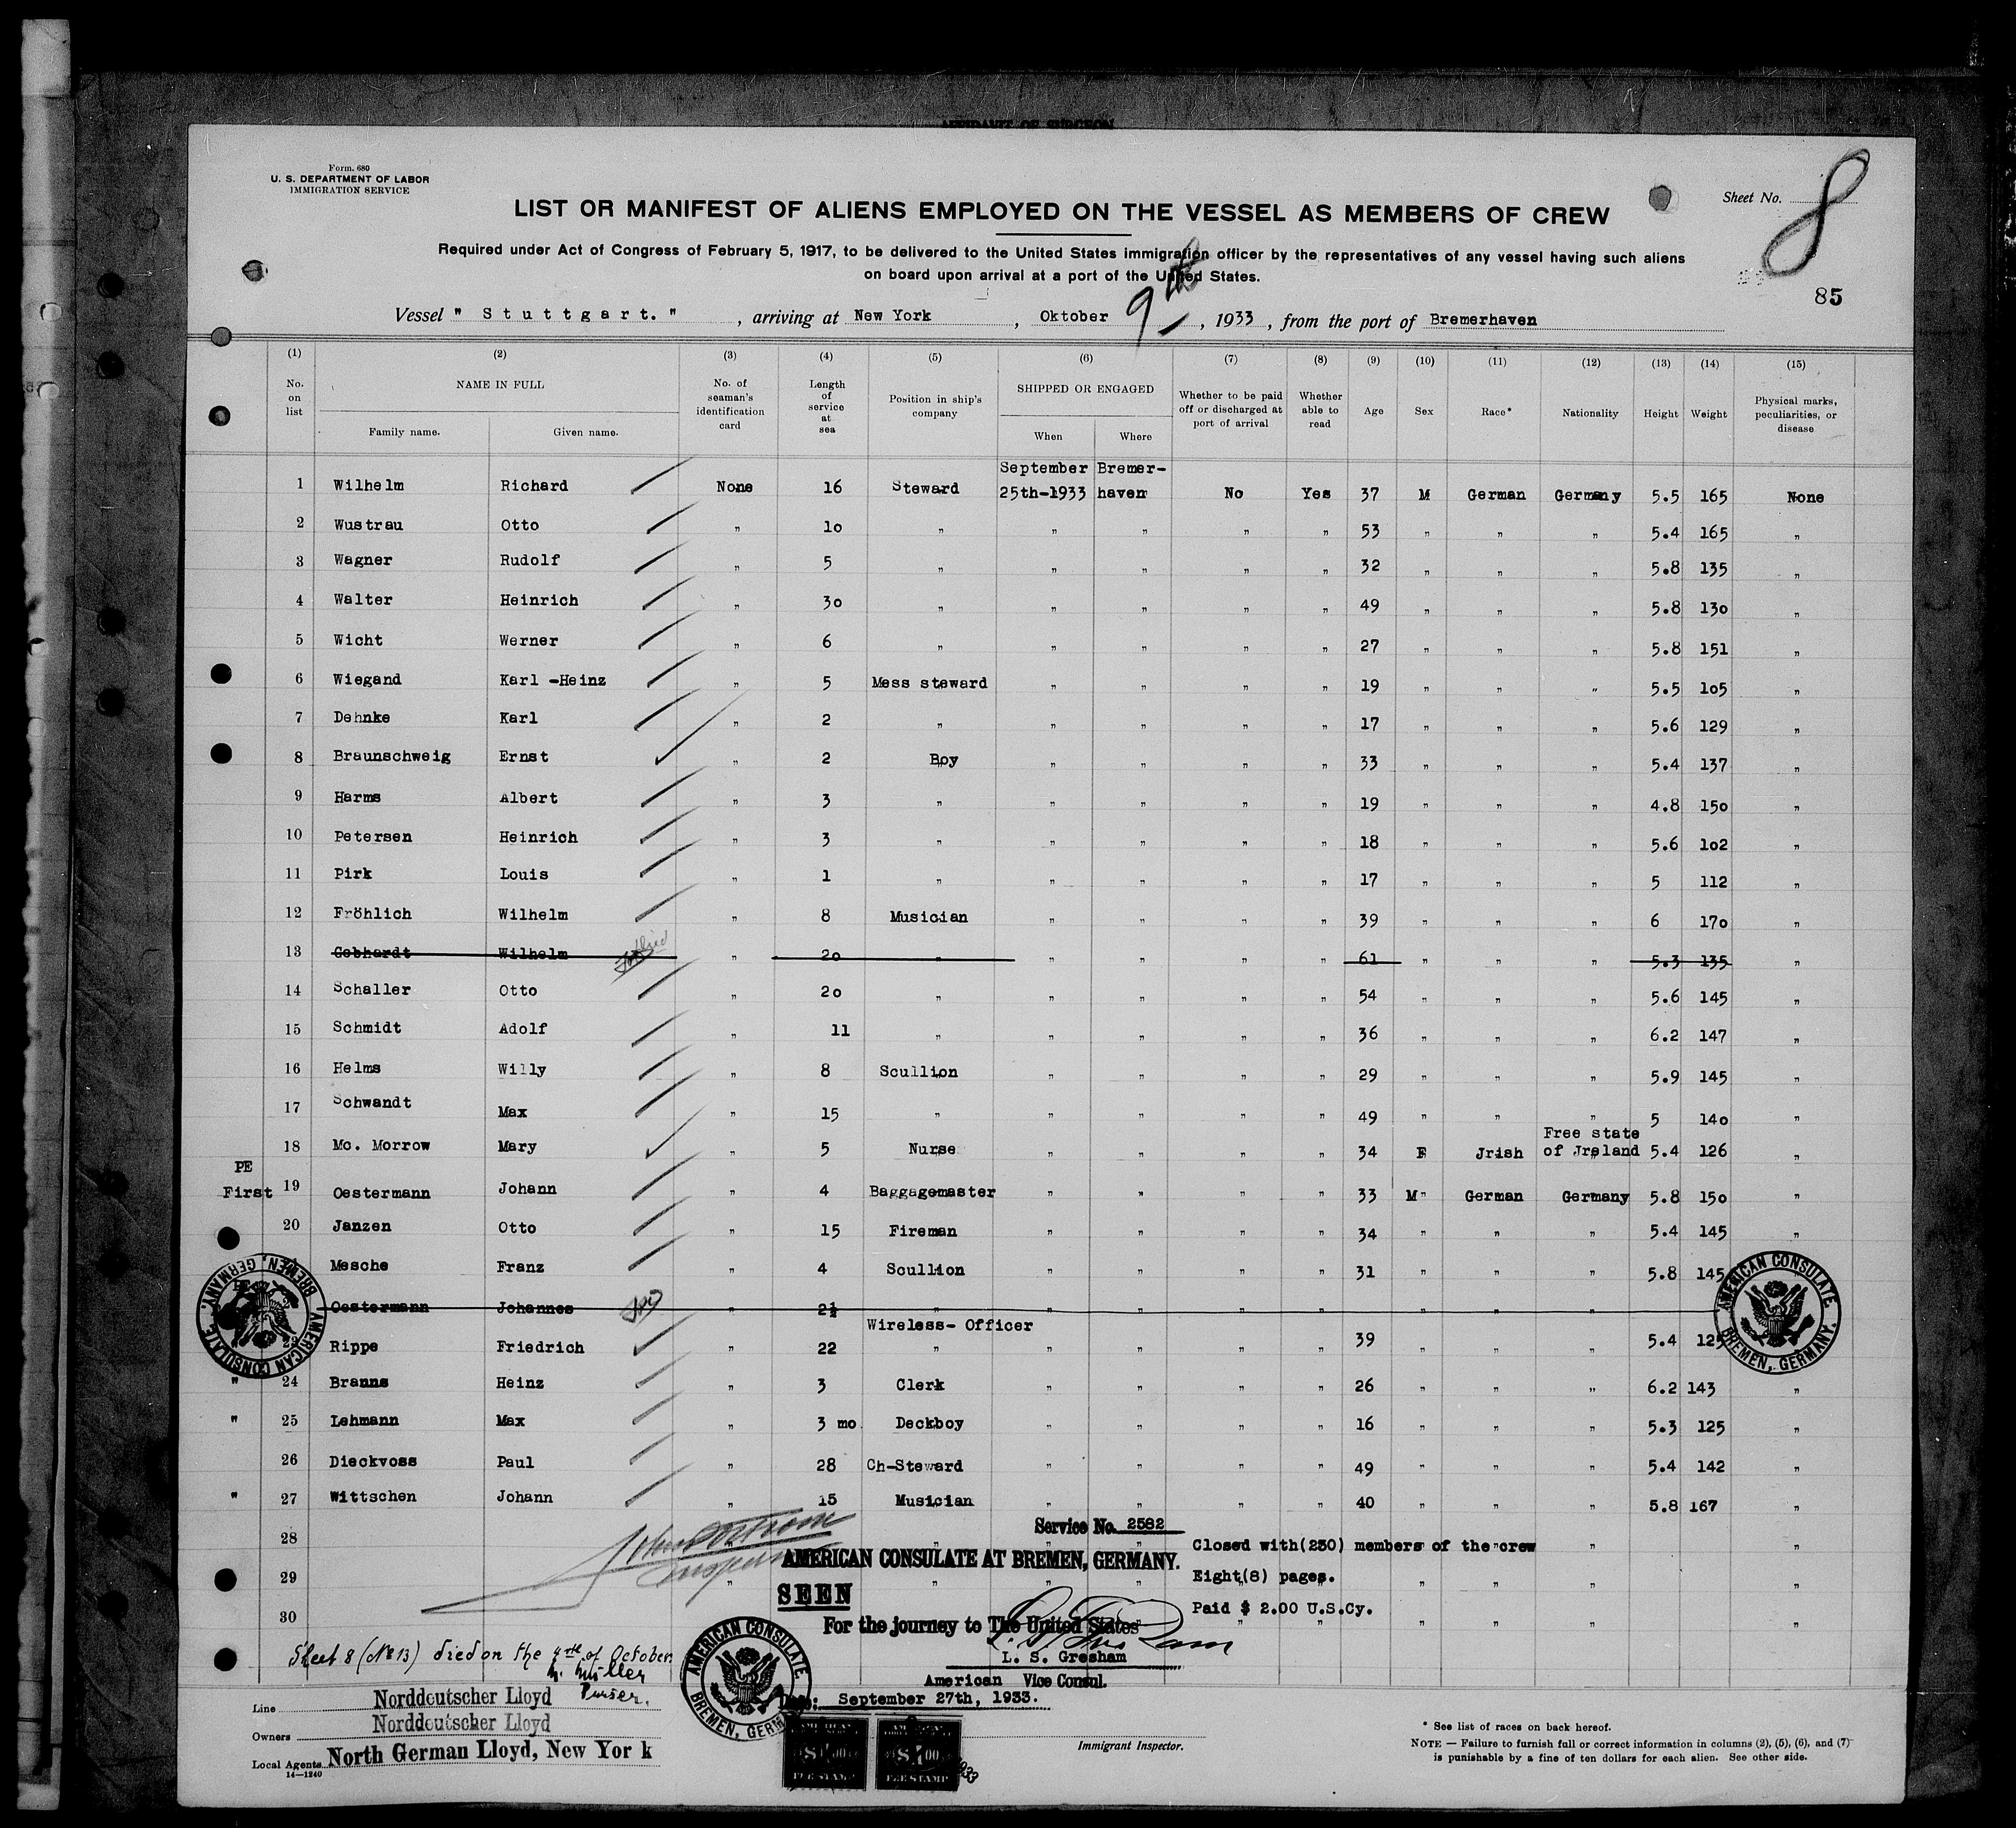 AFFIDAVIT OF SURGEON
Form. 680
U. S. DEPARTMENT OF LABOR
IMMIGRATION SERVICE
Sheet No. 8
LIST OR MANIFEST OF ALIENS EMPLOYED ON THE VESSEL AS MEMBERS OF CREW
Required under Act of Congress of February 5, 1917, to be delivered to the United States immigration officer by the representatives of any vessel having such aliens
on board upon arrival at a port of the United States.
85
Vessel " Stuttgart. " , arriving at New York , Oktober 9th , 1933 , from the port of Bremerhaven
(1) (2) (3) (4) (5) (6) (7) (8) (9) (10) (11) (12) (13) (14) (15)
No. on list NAME IN FULL Family name. Given name. No. of seaman's identification card Length of service at sea Position in ship's company SHIPPED OR ENGAGED When Where Whether to be paid off or discharged at port of arrival Whether able to read Age Sex Race* Nationality Height Weight Physical marks, peculiarities, or disease
1 Wilhelm Richard None 16 Steward September 25th-1933 Bremer-haven No Yes 37 M German Germany 5.5 165 None
2 Wustrau Otto " 10 " " " " " 53 " " " 5.4 165 "
3 Wagner Rudolf " 5 " " " " " 32 " " " 5.8 135 "
4 Walter Heinrich " 30 " " " " " 49 " " " 5.8 130 "
5 Wicht Werner " 6 " " " " " 27 " " " 5.8 151 "
6 Wiegand Karl -Heinz " 5 Mess steward " " " " 19 " " " 5.5 105 "
7 Dehnke Karl " 2 " " " " " 17 " " " 5.6 129 "
8 Braunschweig Ernst " 2 Boy " " " " 33 " " " 5.4 137 "
9 Harms Albert " 3 " " " " " 19 " " " 4.8 150 "
10 Petersen Heinrich " 3 " " " " " 18 " " " 5.6 102 "
11 Pirk Louis " 1 " " " " " 17 " " " 5 112 "
12 Fröhlich Wilhelm " 8 Musician " " " " 39 " " " 6 170 "
13 Gebhardt Wilhelm died " 20 " " " " " 61 " " " 5.3 135 "
14 Schaller Otto " 20 " " " " " 54 " " " 5.6 145 "
15 Schmidt Adolf " 11 " " " " " 36 " " " 6.2 147 "
16 Helms Willy " 8 Scullion " " " " 29 " " " 5.9 145 "
17 Schwandt Max " 15 " " " " " 49 " " " 5 140 "
18 Mc. Morrow Mary " 5 Nurse " " " " 34 F Jrish Free state of Jreland 5.4 126 "
PE
First 19 Oestermann Johann " 4 Baggagemaster " " " " 33 M" German Germany 5.8 150 "
20 Janzen Otto " 15 Fireman " " " " 34 " " " 5.4 145 "
Mesche Franz " 4 Scullion " " " " 31 " " " 5.8 145
Oestermann Johannes " 2½ " " " " " " " "
Rippe Friedrich " 22 Wireless- Officer " " " " 39 " " " 5.4 125
" 24 Branns Heinz " 3 Clerk " " " " 26 " " " 6.2 143 "
" 25 Lehmann Max " 3 mo. Deckboy " " " " 16 " " " 5.3 125 "
26 Dieckvoss Paul " 28 Ch-Steward " " " " 49 " " " 5.4 142 "
" 27 Wittschen Johann " 15 Musician " " " " 40 " " " 5.8 167 "
28
29
30
AMERICAN CONSULATE, BREMEN, GERMANY.
AMERICAN CONSULATE, BREMEN, GERMANY.
Service No. 2582
AMERICAN CONSULATE AT BREMEN, GERMANY.
SEEN
For the journey to The United States
L. S. Gresham
American Vice Consul.
Date: September 27th, 1933.
Closed with(230) members of the crew
Eight(8) pages.
Paid $ 2.00 U.S.Cy.
AMERICAN CONSULATE BREMEN, GERMANY
Sheet 8 (No 13) died on the 4th of October
H. Müller
Purser.
Line Norddeutscher Lloyd
Owners Norddeutscher Lloyd
Local Agents North German Lloyd, New York
14—1240
Immigrant Inspector.
* See list of races on back hereof.
NOTE — Failure to furnish full or correct information in columns (2), (5), (6), and (7)
is punishable by a fine of ten dollars for each alien. See other side.